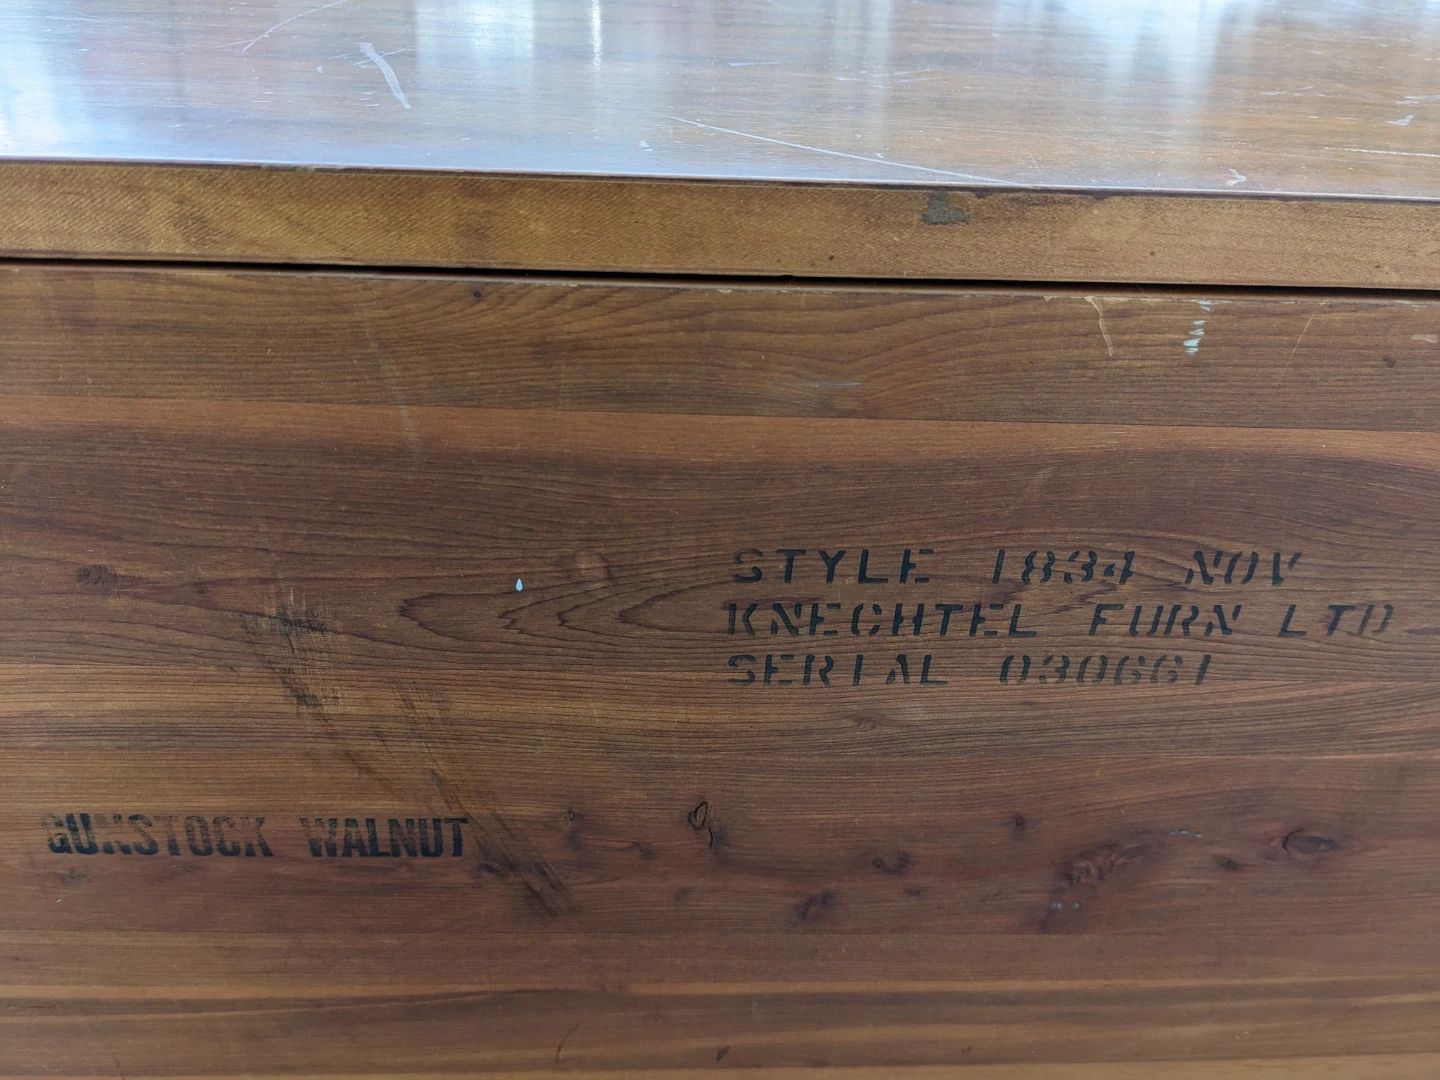 STYLE 1834 NOV
KNECHTEL FURN LTD
SERIAL 030661
GUNSTOCK WALNUT